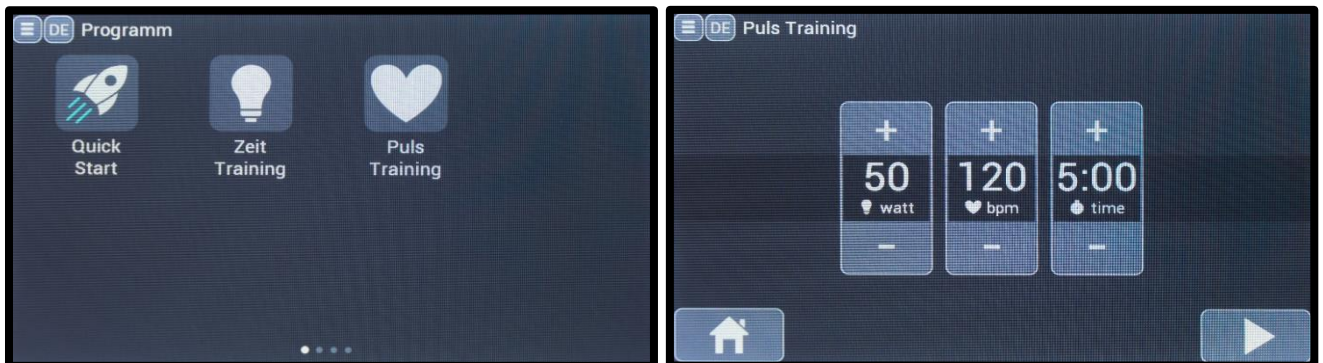 DE Programm
Quick
Start
Zeit
Training
Puls
Training
DE Puls Training
+ + +
50 120 5:00
watt bpm time
- - -